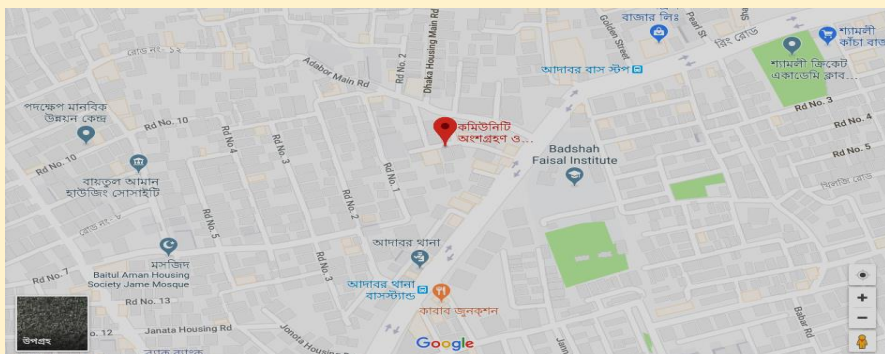 বাজার লিঃ
Golden Street
Pearl St
রিং রোড
শ্যামলী
কাঁচা বাজ
রোড নং- ১২
Adabor Main Rd
Rd No. 2
Dhaka Housing Main Rd
আদাবর বাস স্টপ
শ্যামলী ক্রিকেট
একাডেমি ক্লাব...
Rd No. 3
Rd No. 4
Rd No. 5
পদক্ষেপ মানবিক
উন্নয়ন কেন্দ্র
Rd No. 10
Rd No 4
Rd No. 3
কমিউনিটি
অংশগ্রহণ ও...
Badshah
Faisal Institute
খিলজি রোড
Rd No. 10
বায়তুল আমান
হাউজিং সোসাইটি
Rd No. 2
Rd No. 1
Rd No. 5
রোড নং- ৮
আদাবর থানা
মসজিদ
Baitul Aman Housing
Society Jame Mosque
Rd No. 7
Rd No. 3
আদাবর থানা
বাসস্ট্যান্ড
Rd No. 13
কাবাব জুনকশন
Babar Rd
উপগ্রহ
o. 12
Janata Housing Rd
Jonota Housing
Google
ব্র্যাক ব্যাংক